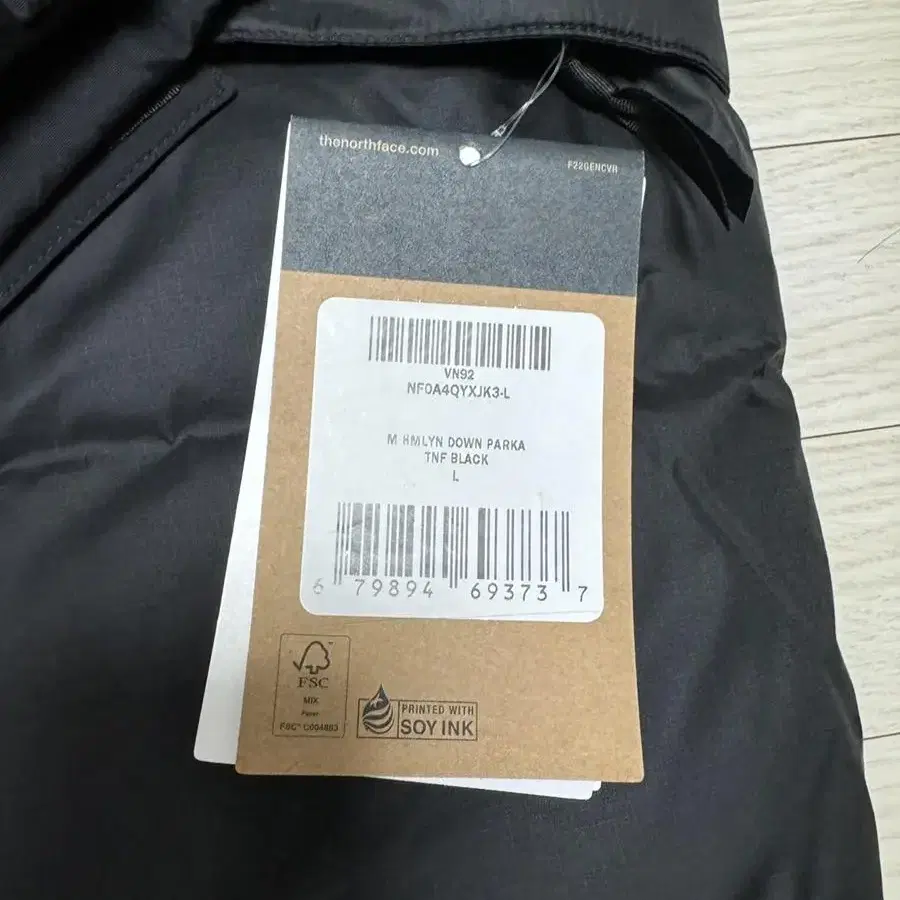 thenorthface.com
F22GENCVR
VN92
NF0A4QYXJK3-L
M HMLYN DOWN PARKA
TNF BLACK
L
6 79894 69373 7
FSC
MIX
Paper
FSC® C004863
PRINTED WITH
SOY INK